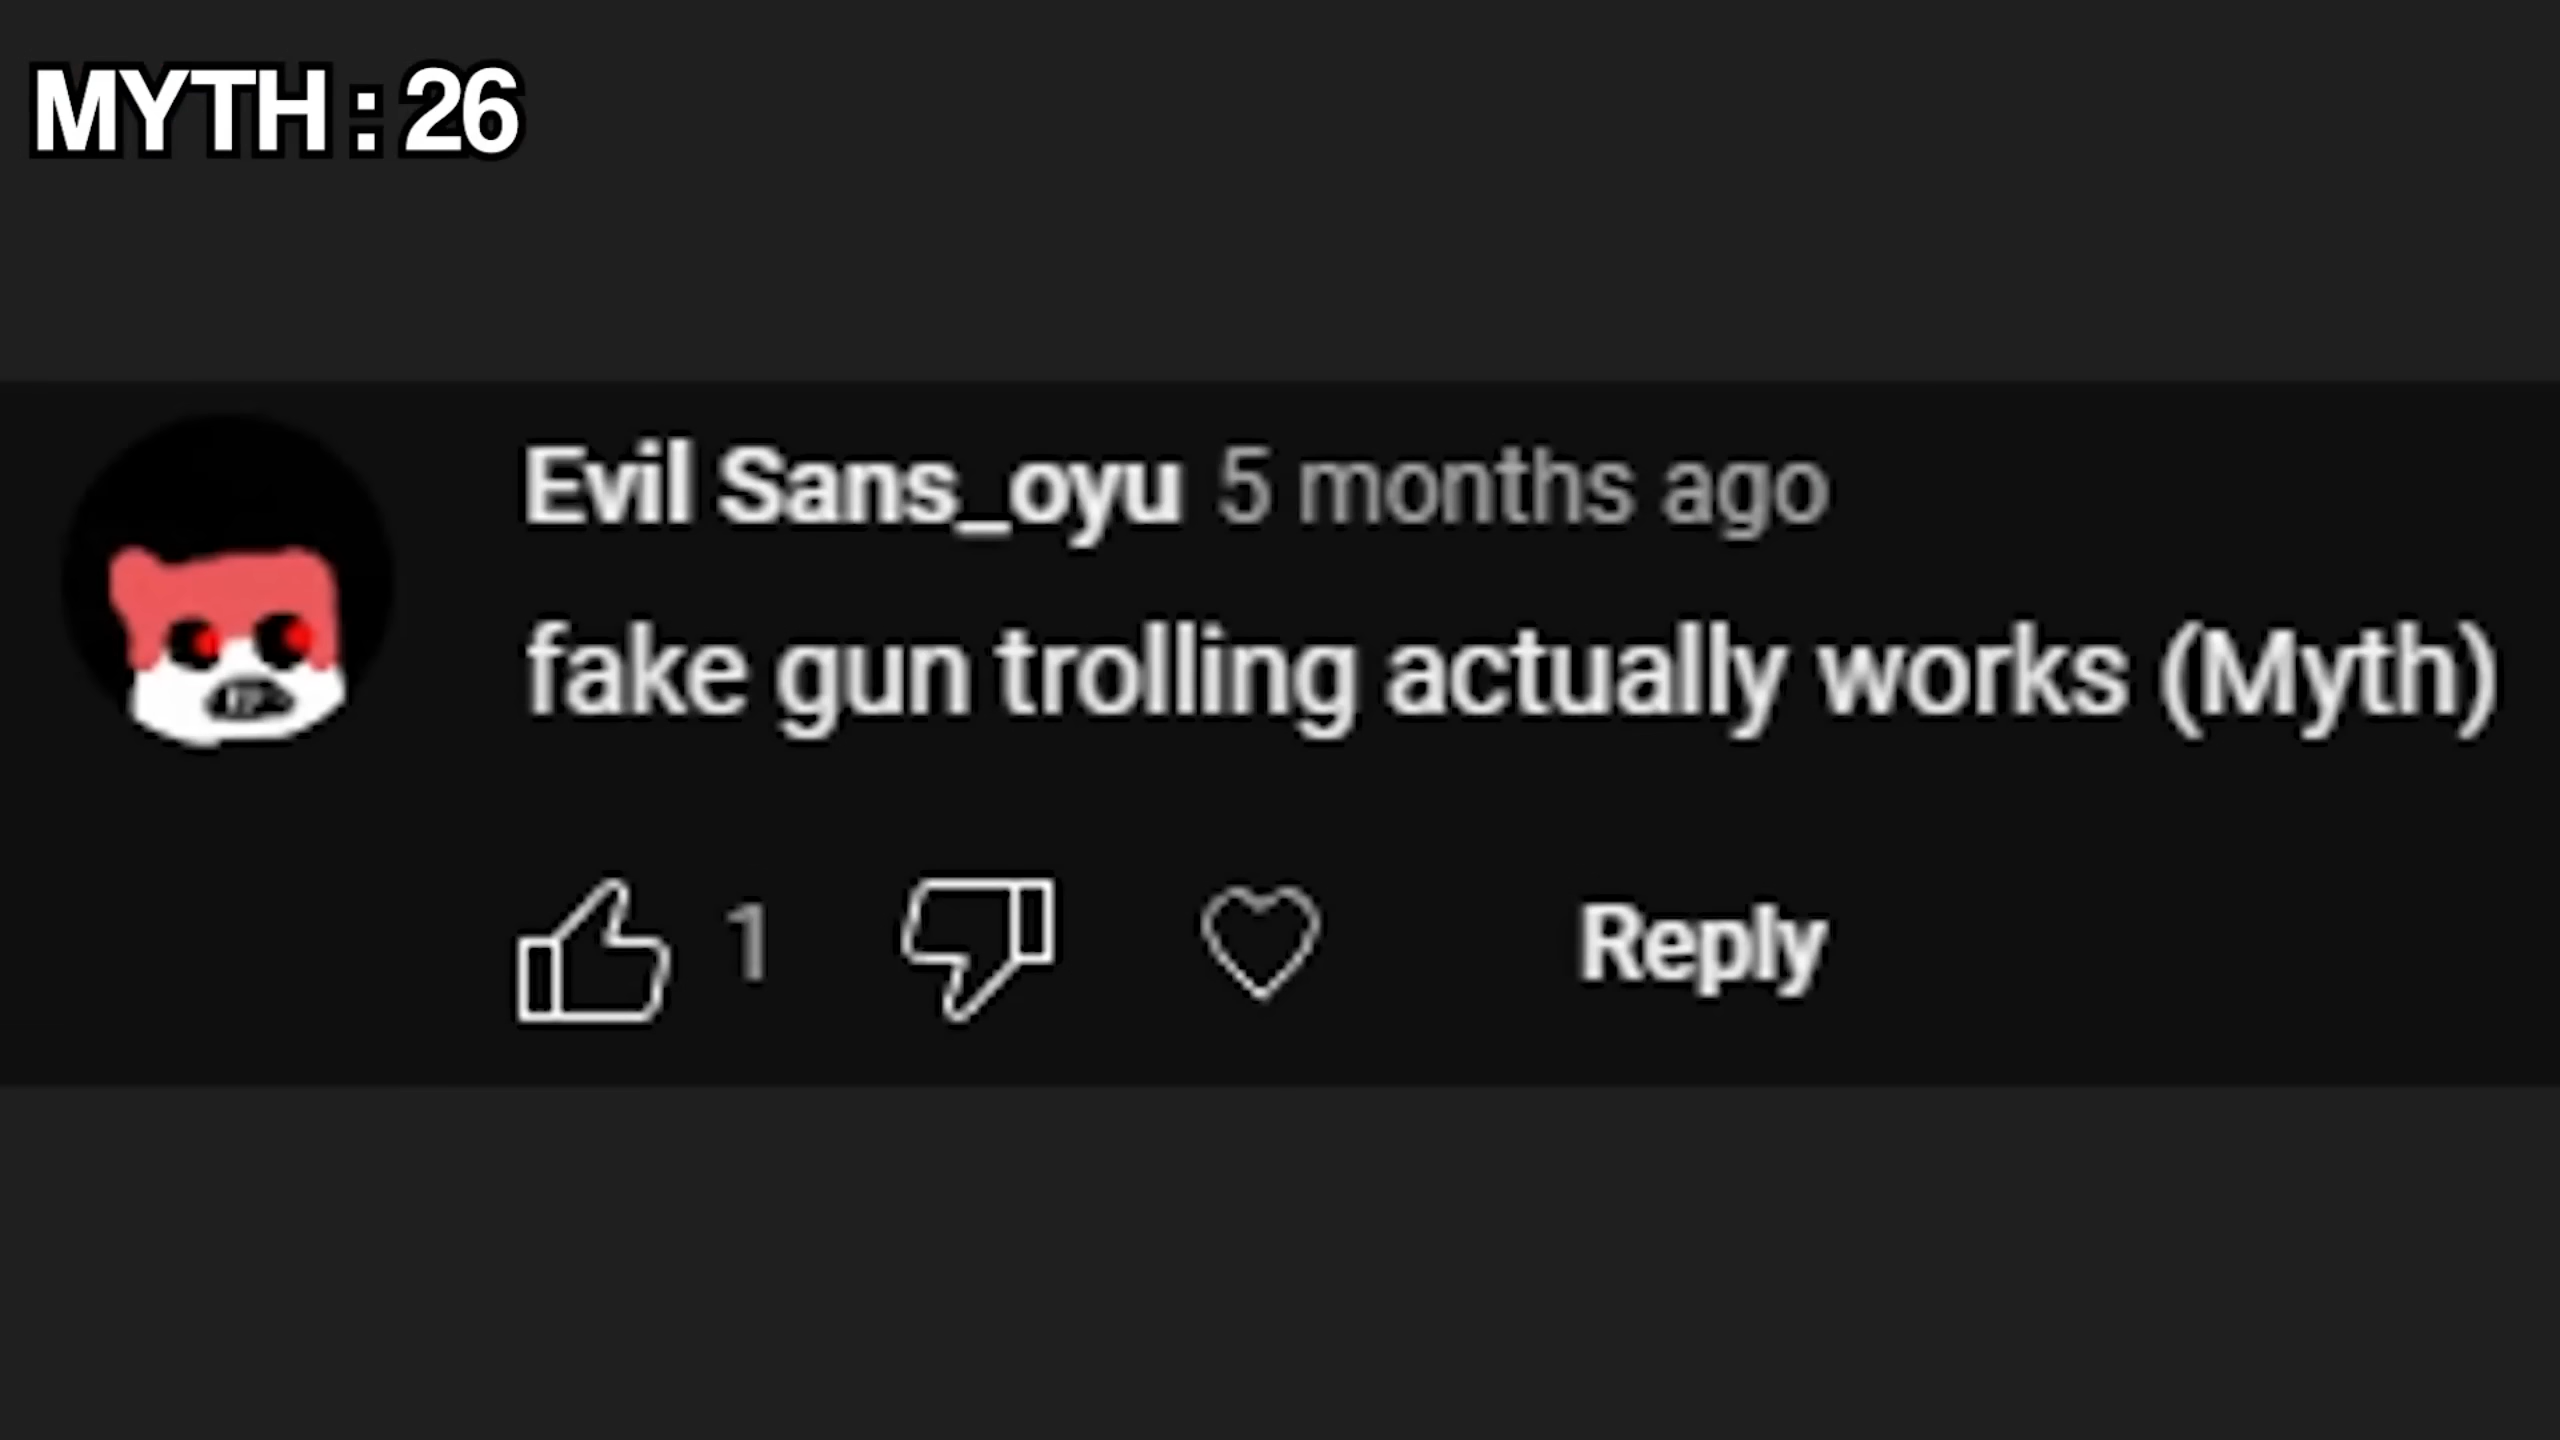 MYTH : 26
Evil Sans_oyu 5 months ago
fake gun trolling actually works (Myth)
1
Reply